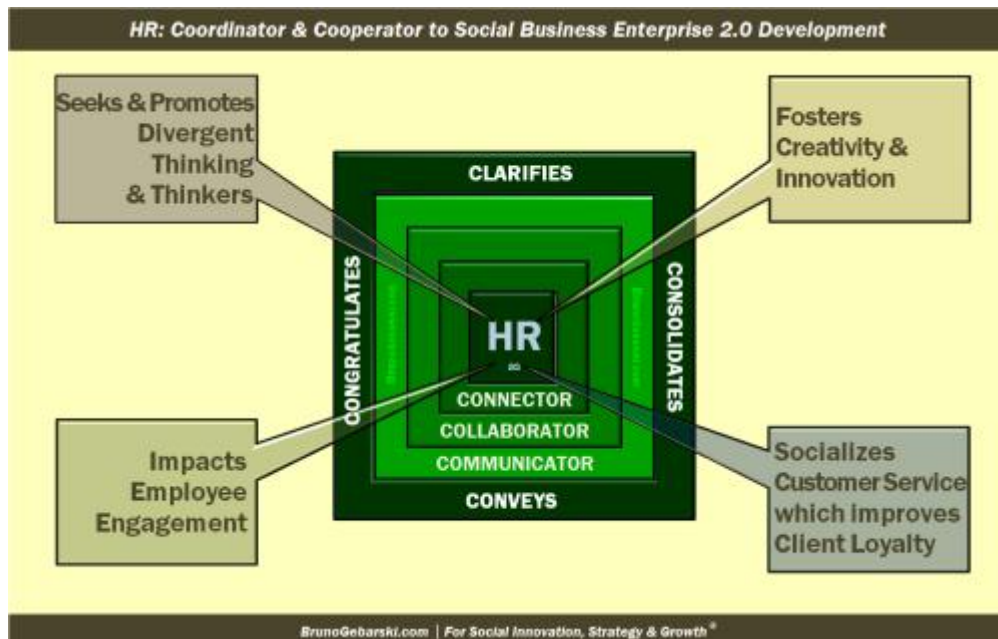 HR: Coordinator & Cooperator to Social Business Enterprise 2.0 Development
Seeks & Promotes
Divergent
Thinking
& Thinkers
Fosters
Creativity &
Innovation
CLARIFIES
CONGRATULATES
CONSOLIDATES
HR
∞
CONNECTOR
COLLABORATOR
COMMUNICATOR
CONVEYS
Impacts
Employee
Engagement
Socializes
Customer Service
which improves
Client Loyalty
BrunoGebarski.com | For Social Innovation, Strategy & Growth ®